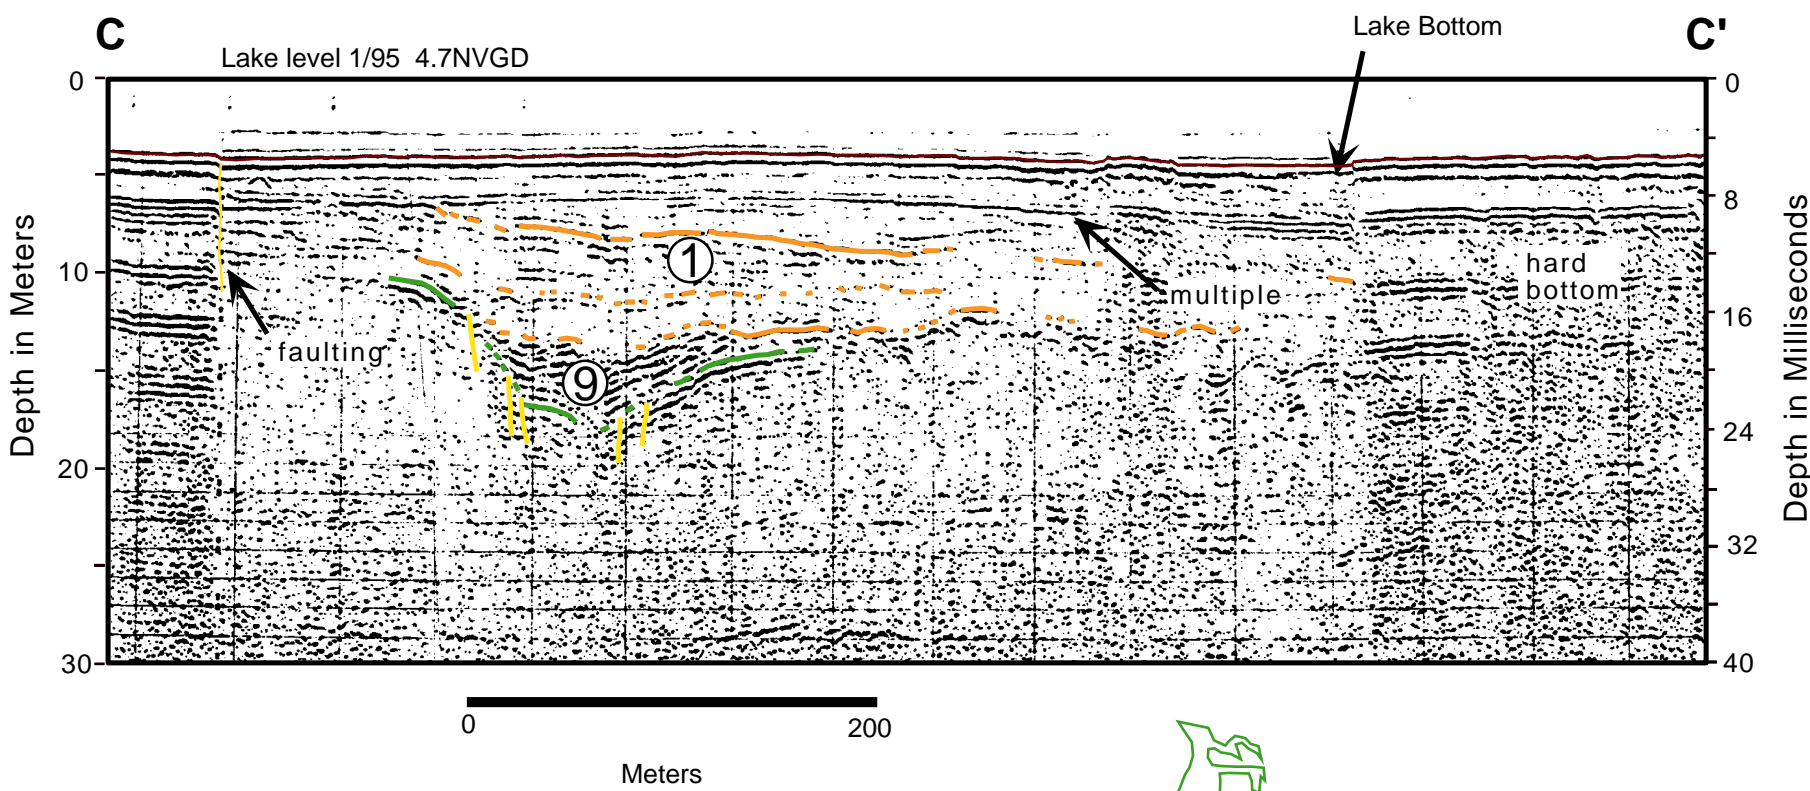 C
C'
Lake Bottom
Lake level 1/95  4.7NVGD
0
10
20
30
Depth in Meters
0
8
16
24
32
40
Depth in Milliseconds
1
9
faulting
multiple
hard
bottom
0
200
Meters